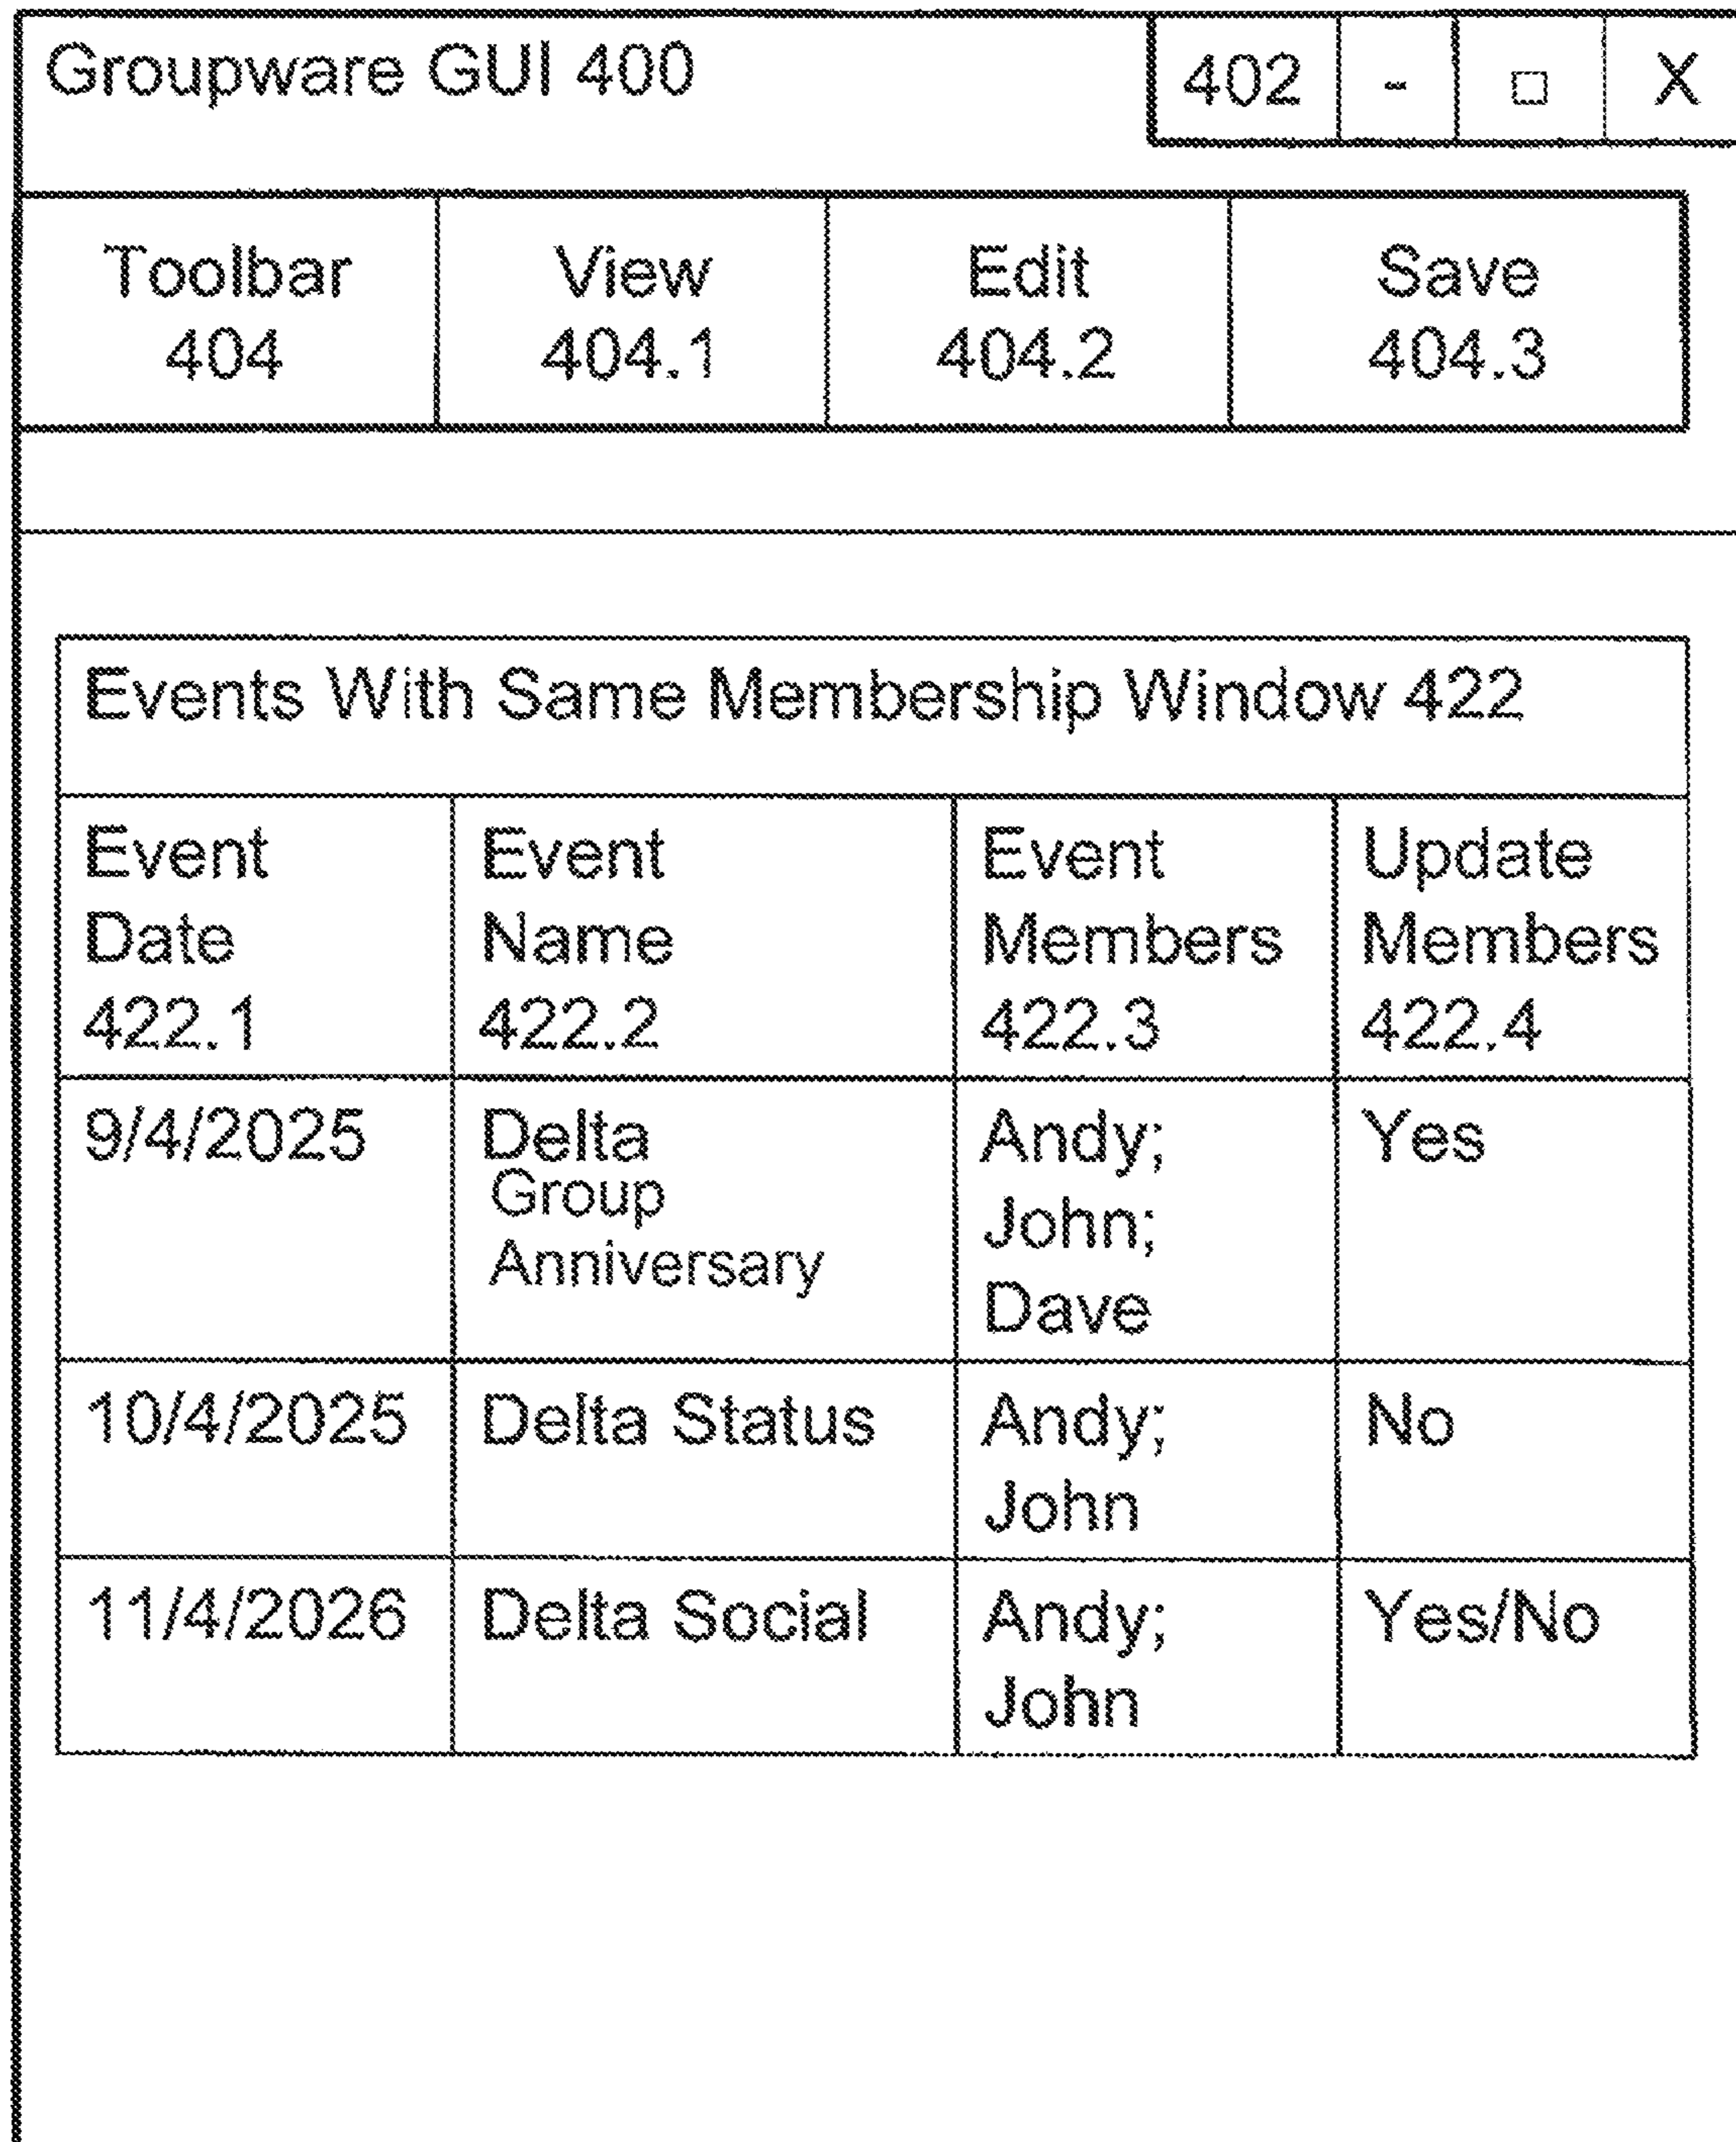 Groupware GUI 400
402 - □ X
Toolbar View Edit Save
404 404.1 404.2 404.3
Events With Same Membership Window 422
Event Event Event Update
Date Name Members Members
422.1 422.2 422.3 422.4
9/4/2025 Delta Andy; Yes
Group
John;
Anniversary
Dave
10/4/2025 Delta Status Andy; No
John
11/4/2026 Delta Social Andy; Yes/No
John